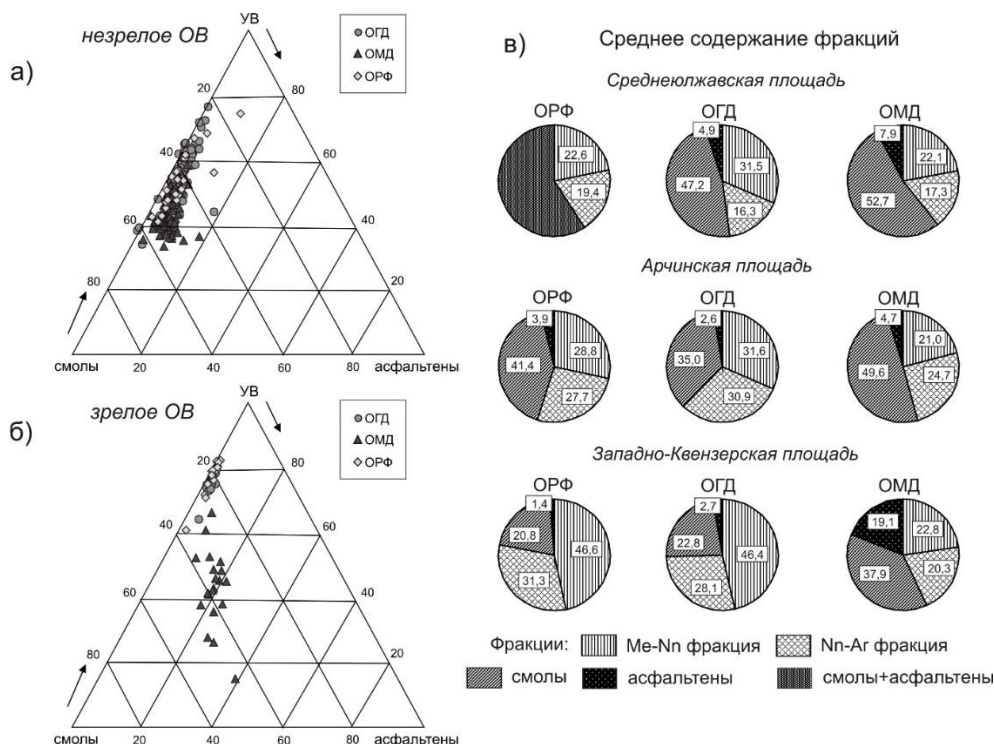 а)
незрелое ОВ
УВ
ОГД
ОМД
ОРФ
20
80
40
60
60
40
80
20
смолы
20
40
60
80
асфальтены
б)
зрелое ОВ
УВ
ОГД
ОМД
ОРФ
20
80
40
60
60
40
80
20
смолы
20
40
60
80
асфальтены
в)
Среднее содержание фракций
Среднеюлжавская площадь
ОРФ
22,6
19,4
ОГД
4,9
31,5
47,2
16,3
ОМД
7,9
22,1
52,7
17,3
Арчинская площадь
ОРФ
3,9
28,8
41,4
27,7
ОГД
2,6
31,6
35,0
30,9
ОМД
4,7
21,0
49,6
24,7
Западно-Квензерская площадь
ОРФ
1,4
46,6
20,8
31,3
ОГД
2,7
46,4
22,8
28,1
ОМД
19,1
22,8
37,9
20,3
Фракции: Me-Nn фракция Nn-Ar фракция
смолы асфальтены смолы+асфальтены